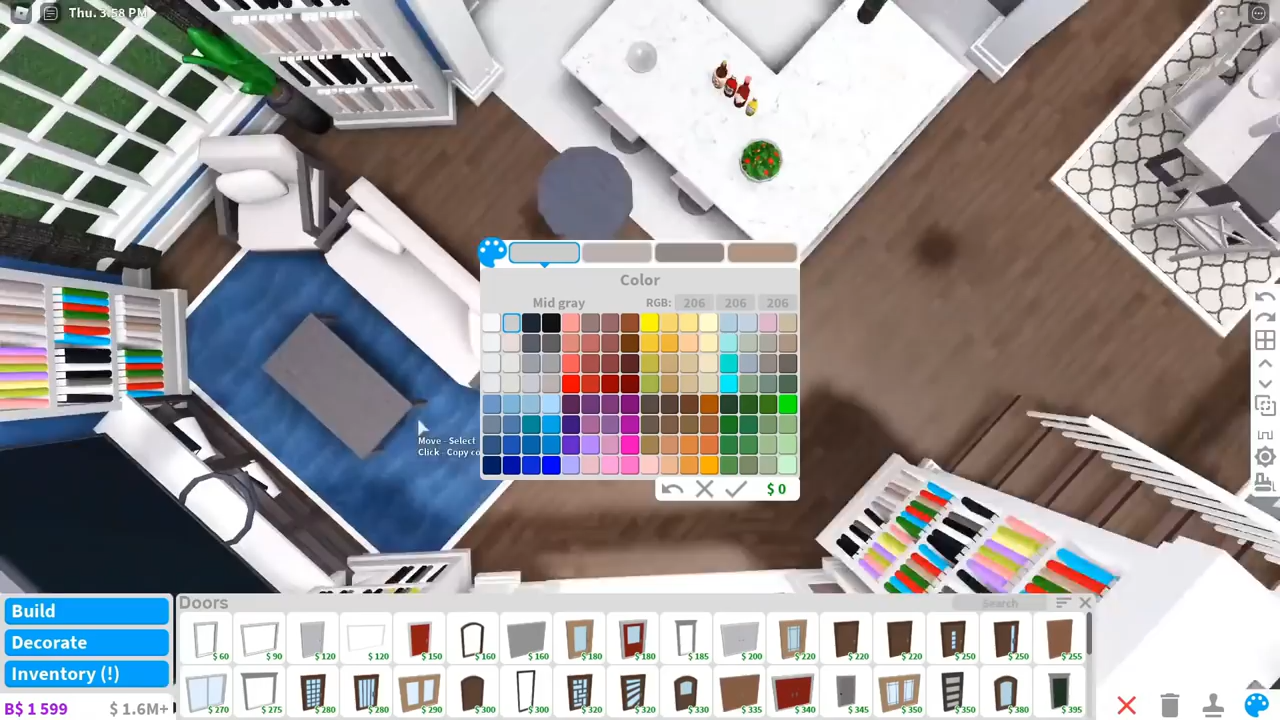 Thu. 3:58 PM
Color
Mid gray RGB: 206 206 206
Move - Select
Click - Copy co
$ 0
Build
Decorate
Inventory (!)
B$ 1 599 $ 1.6M+
Doors Search
$ 60 $ 90 $ 120 $ 120 $ 150 $ 160 $ 160 $ 180 $ 180 $ 185 $ 200 $ 220 $ 220 $ 220 $ 250 $ 250 $ 255
$ 270 $ 275 $ 280 $ 280 $ 290 $ 300 $ 300 $ 320 $ 320 $ 330 $ 335 $ 340 $ 345 $ 350 $ 350 $ 380 $ 395